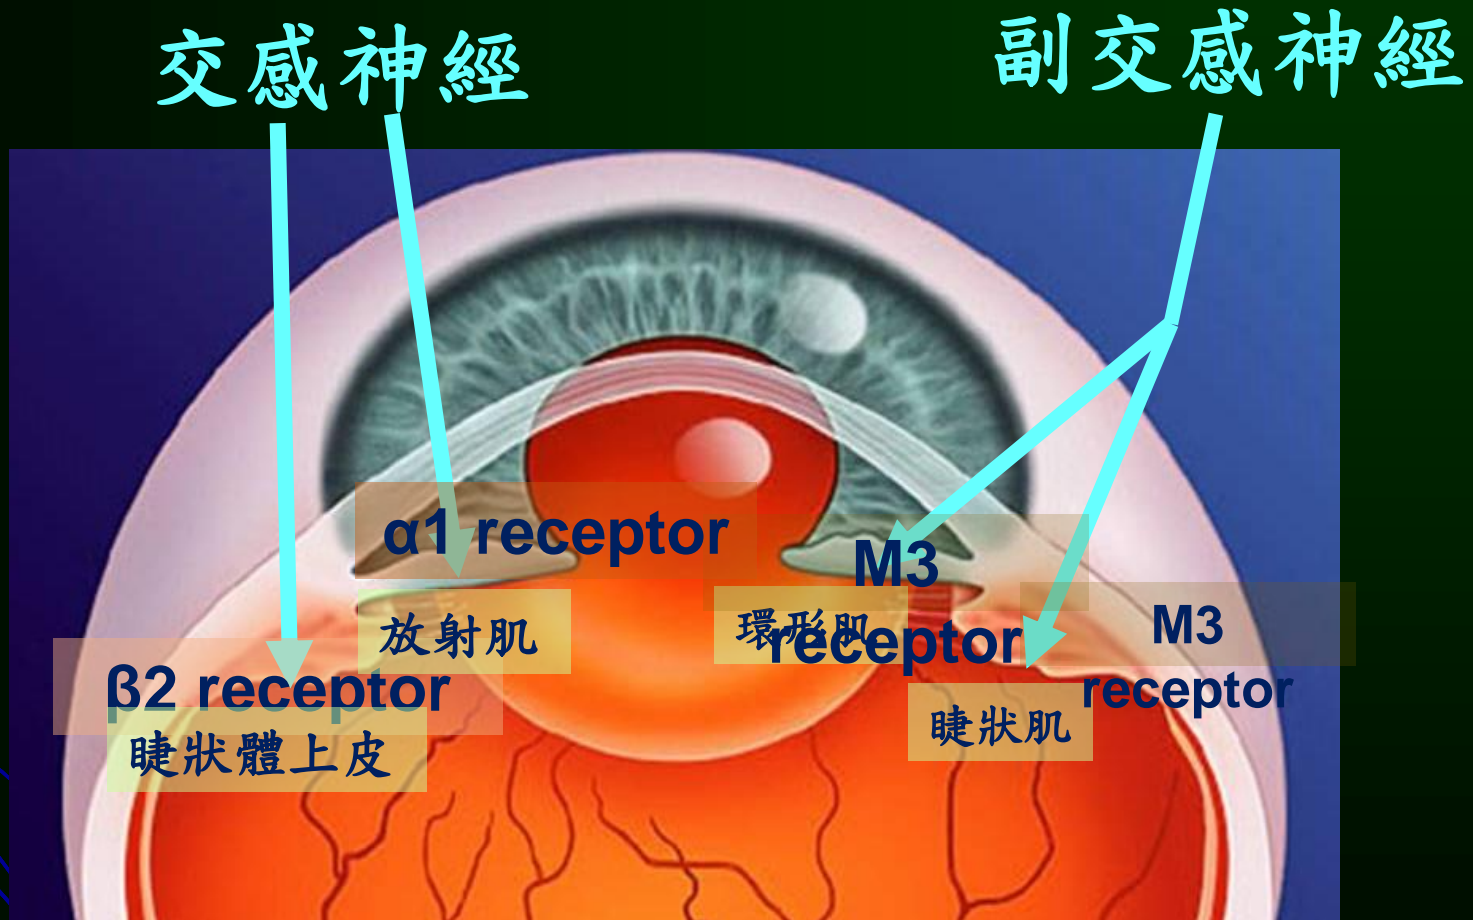 交感神經
副交感神經
α1 receptor
放射肌
β2 receptor
睫狀體上皮
M3
receptor
環形肌
M3
receptor
睫狀肌